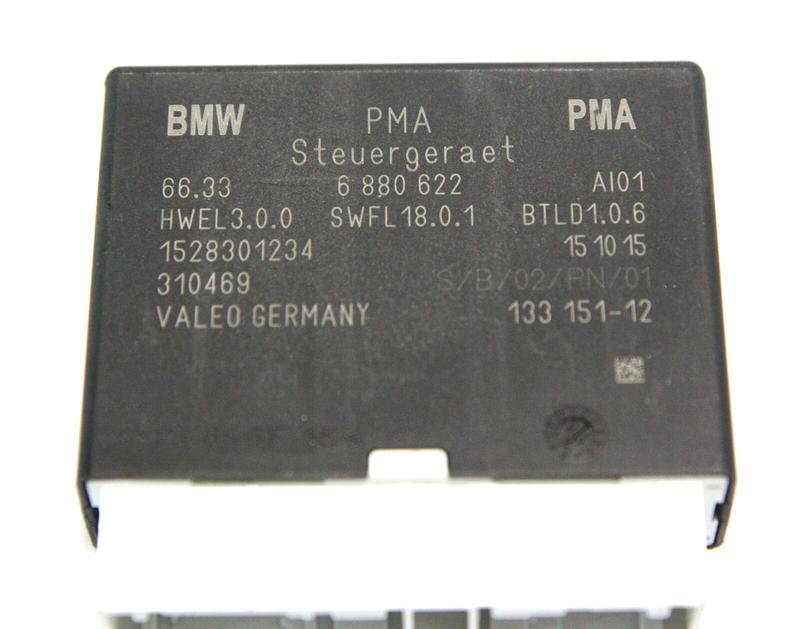 BMW PMA PMA
Steuergeraet
66.33 6 880 622 AI01
HWEL3.0.0 SWFL18.0.1 BTLD1.0.6
1528301234 15 10 15
310469 S/B/02/PN/01
VALEO GERMANY 133 151-12